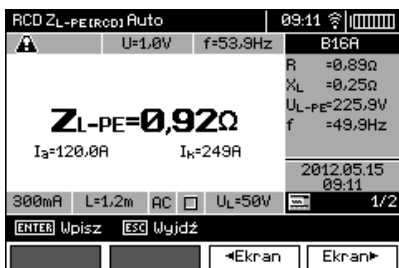 RCD ZL-PE[RCD] Auto 09:11
U=1,0V f=53,9Hz B16A
R =0,89Ω
XL =0,25Ω
UL-PE=225,9V
f =49,9Hz
ZL-PE=0,92Ω
Ia=120,0A Ik=249A
2012.05.15
09:11
300mA L=1,2m AC UL=50V 1/2
ENTER Wpisz ESC Wyjdź
◄Ekran Ekran►